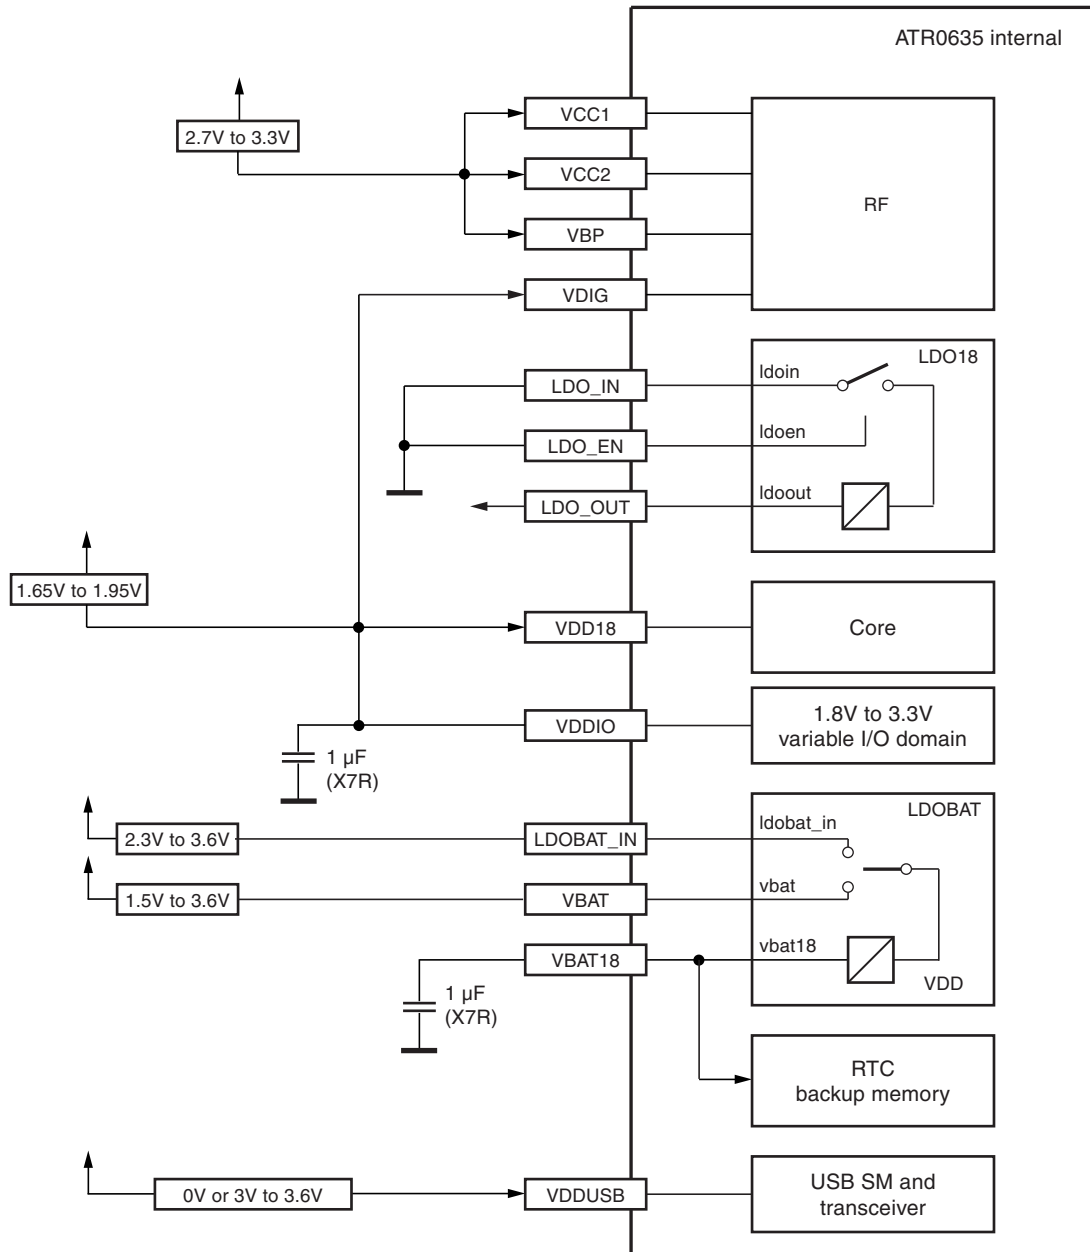 ATR0635 internal
2.7V to 3.3V
VCC1
VCC2
VBP
VDIG
RF
LDO18
LDO_IN
ldoin
LDO_EN
ldoen
LDO_OUT
ldoout
1.65V to 1.95V
VDD18
Core
VDDIO
1.8V to 3.3V
variable I/O domain
1 µF
(X7R)
LDOBAT
2.3V to 3.6V
LDOBAT_IN
ldobat_in
1.5V to 3.6V
VBAT
vbat
VBAT18
vbat18
VDD
1 µF
(X7R)
RTC
backup memory
0V or 3V to 3.6V
VDDUSB
USB SM and
transceiver